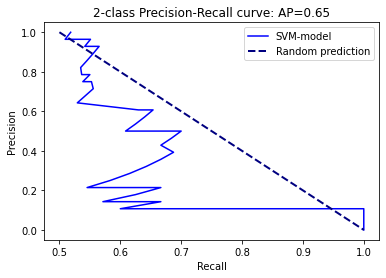 2-class Precision-Recall curve: AP=0.65
SVM-model
Random prediction
Precision
1.0
0.8
0.6
0.4
0.2
0.0
0.5 0.6 0.7 0.8 0.9 1.0
Recall